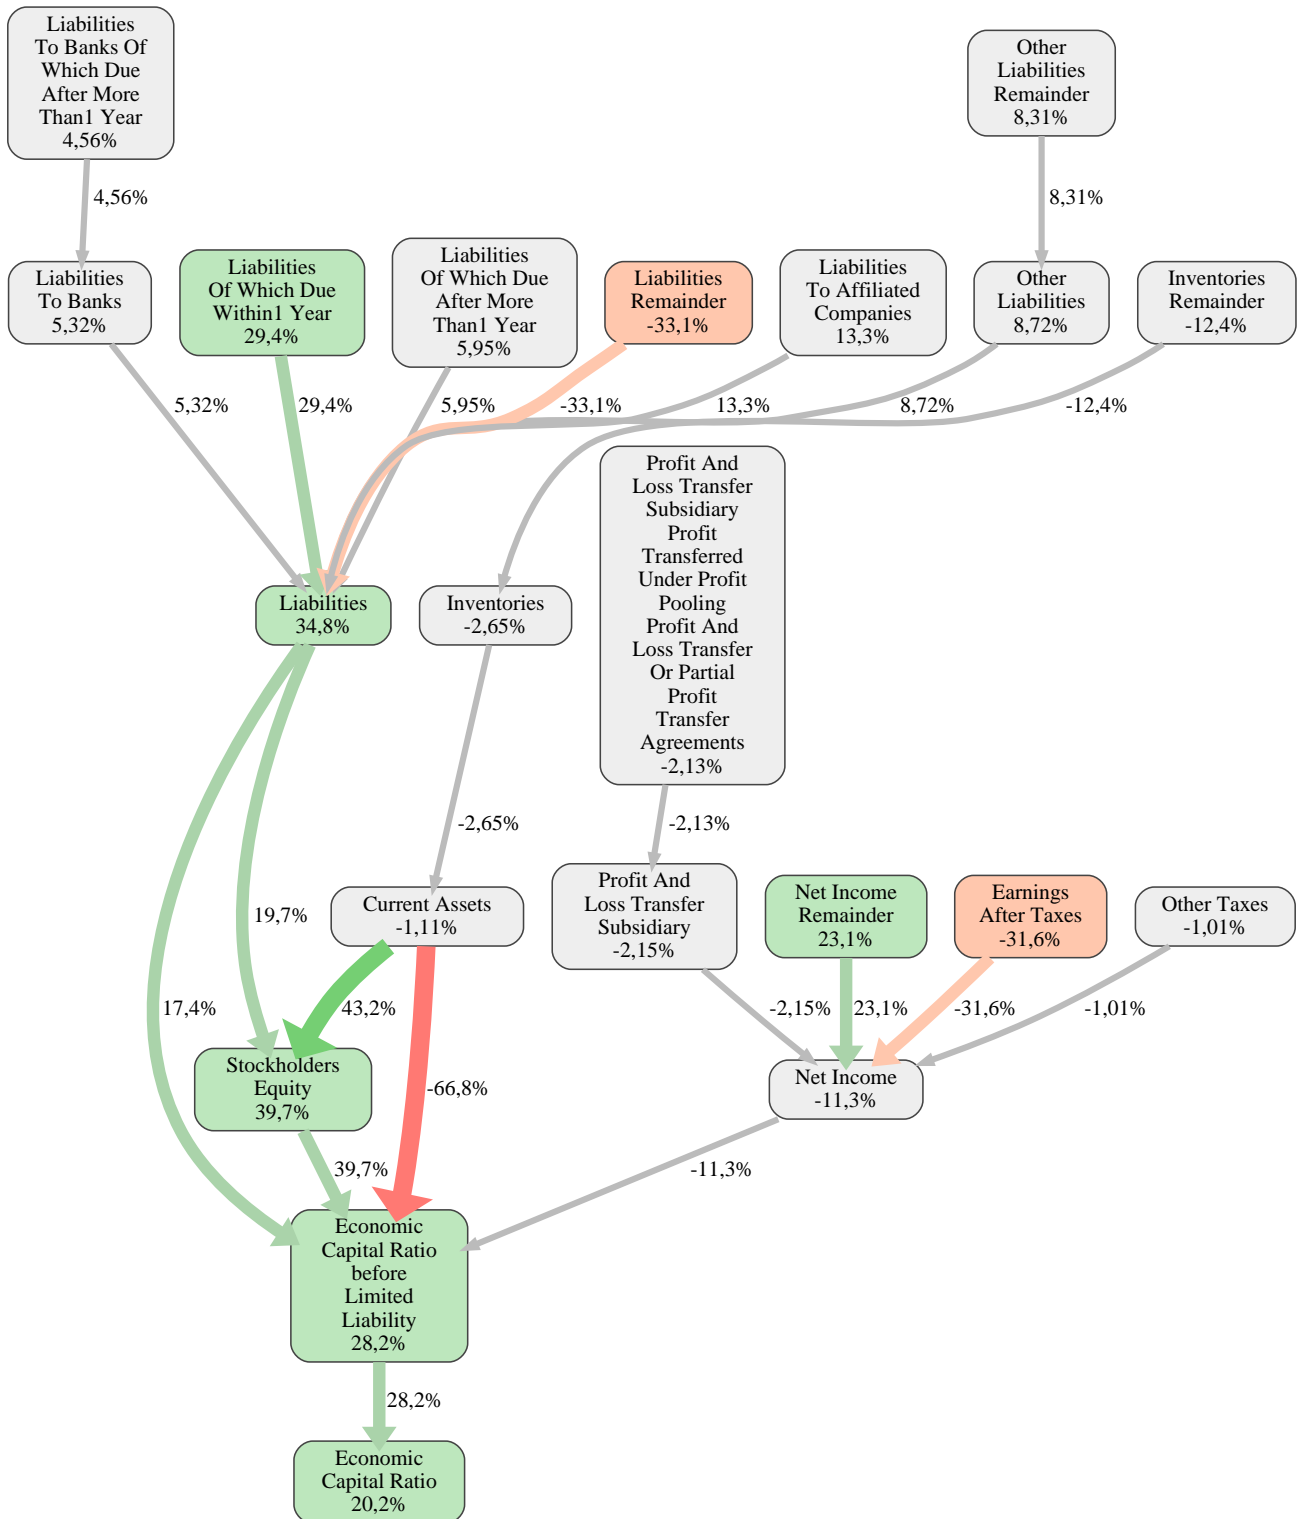 Liabilities
To Banks Of
Which Due
After More
Than1 Year
4,56%
Other
Liabilities
Remainder
8,31%
4,56%
8,31%
Liabilities
To Banks
5,32%
Liabilities
Of Which Due
Within1 Year
29,4%
Liabilities
Of Which Due
After More
Than1 Year
5,95%
Liabilities
Remainder
-33,1%
Liabilities
To Affiliated
Companies
13,3%
Other
Liabilities
8,72%
Inventories
Remainder
-12,4%
5,32%
29,4%
5,95%
-33,1%
13,3%
8,72%
-12,4%
Profit And
Loss Transfer
Subsidiary
Profit
Transferred
Under Profit
Pooling
Profit And
Loss Transfer
Or Partial
Profit
Transfer
Agreements
-2,13%
Liabilities
34,8%
Inventories
-2,65%
-2,65%
-2,13%
Current Assets
-1,11%
Profit And
Loss Transfer
Subsidiary
-2,15%
Net Income
Remainder
23,1%
Earnings
After Taxes
-31,6%
Other Taxes
-1,01%
19,7%
17,4%
43,2%
-2,15%
23,1%
-31,6%
-1,01%
Stockholders
Equity
39,7%
-66,8%
Net Income
-11,3%
39,7%
-11,3%
Economic
Capital Ratio
before
Limited
Liability
28,2%
28,2%
Economic
Capital Ratio
20,2%